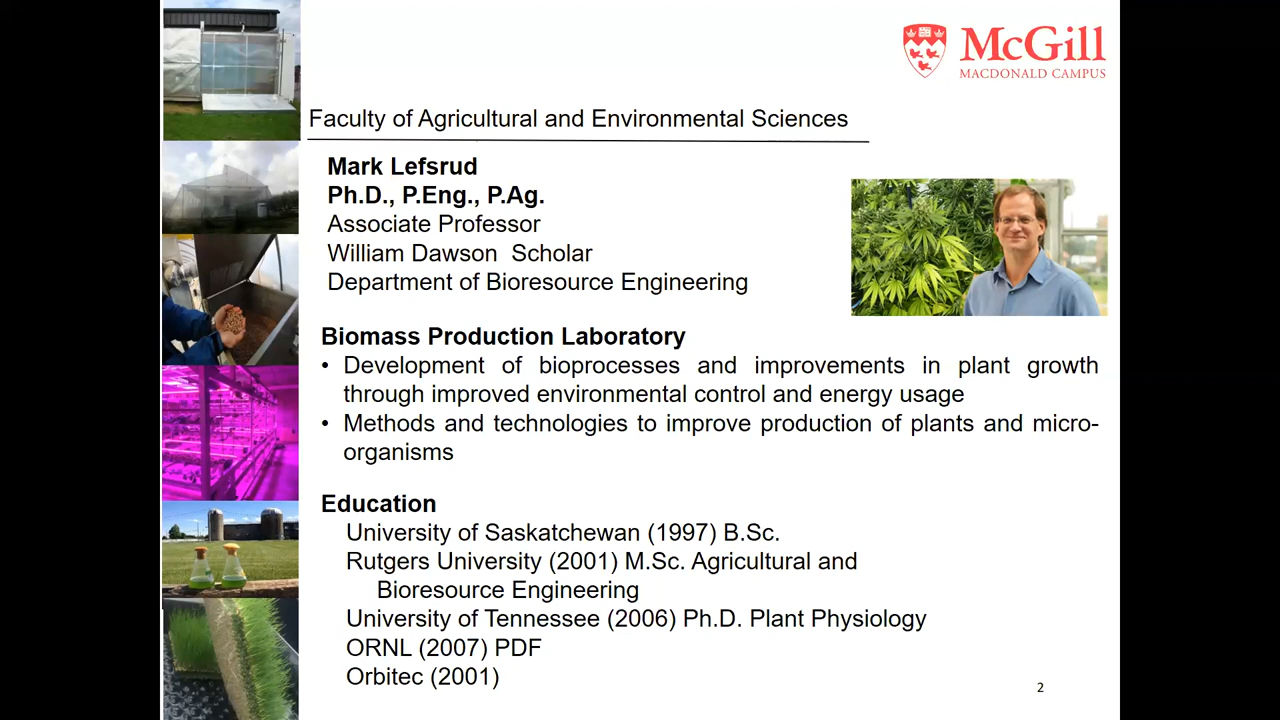 McGill
MACDONALD CAMPUS
Faculty of Agricultural and Environmental Sciences
Mark Lefsrud
Ph.D., P.Eng., P.Ag.
Associate Professor
William Dawson Scholar
Department of Bioresource Engineering
Biomass Production Laboratory
• Development of bioprocesses and improvements in plant growth
through improved environmental control and energy usage
• Methods and technologies to improve production of plants and micro-
organisms
Education
University of Saskatchewan (1997) B.Sc.
Rutgers University (2001) M.Sc. Agricultural and
Bioresource Engineering
University of Tennessee (2006) Ph.D. Plant Physiology
ORNL (2007) PDF
Orbitec (2001)
2